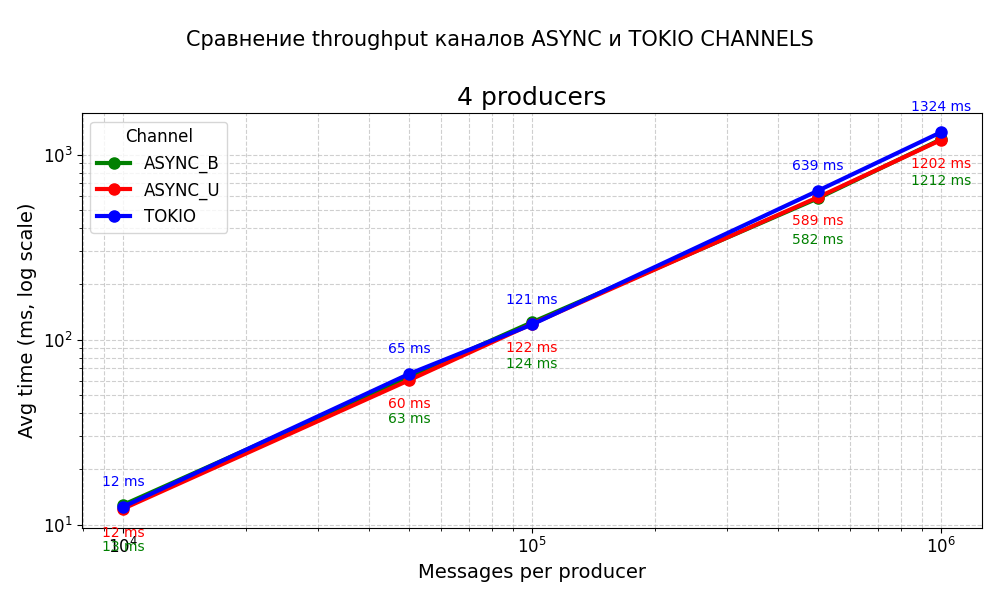 Сравнение throughput каналов ASYNC и TOKIO CHANNELS
4 producers
Channel
ASYNC_B
ASYNC_U
TOKIO
Avg time (ms, log scale)
10³
10²
10¹
1324 ms
1202 ms
1212 ms
639 ms
589 ms
582 ms
121 ms
122 ms
124 ms
65 ms
60 ms
63 ms
12 ms
12 ms
13 ms
10⁴
10⁵
10⁶
Messages per producer